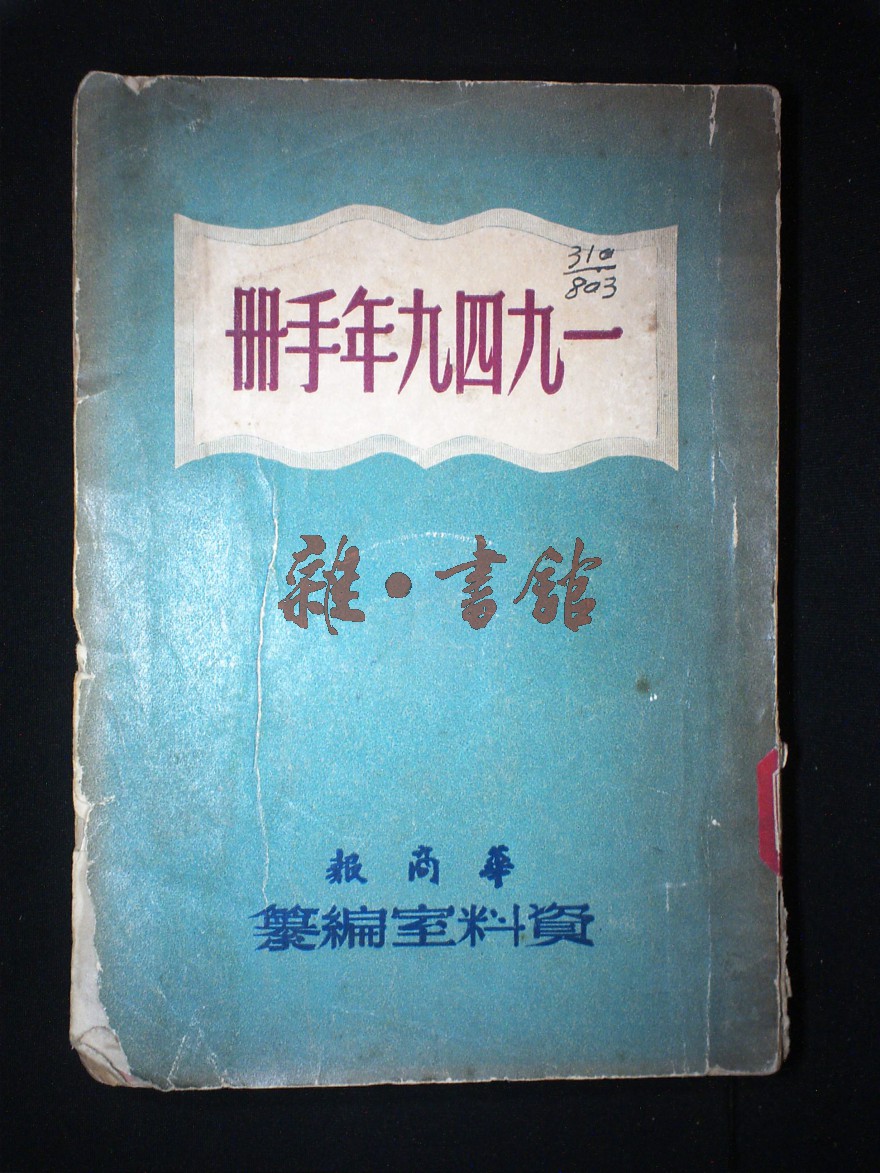 31a
803
一九四九年手冊
雜·書館
華商報
資料室編纂